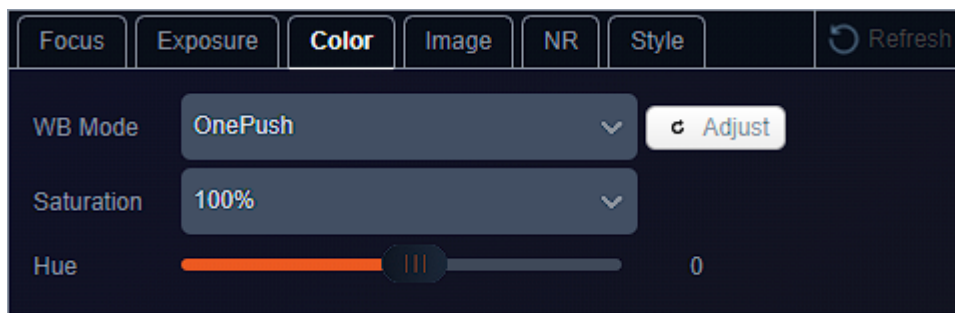 Focus Exposure Color Image NR Style Refresh
WB Mode OnePush Adjust
Saturation 100%
Hue 0